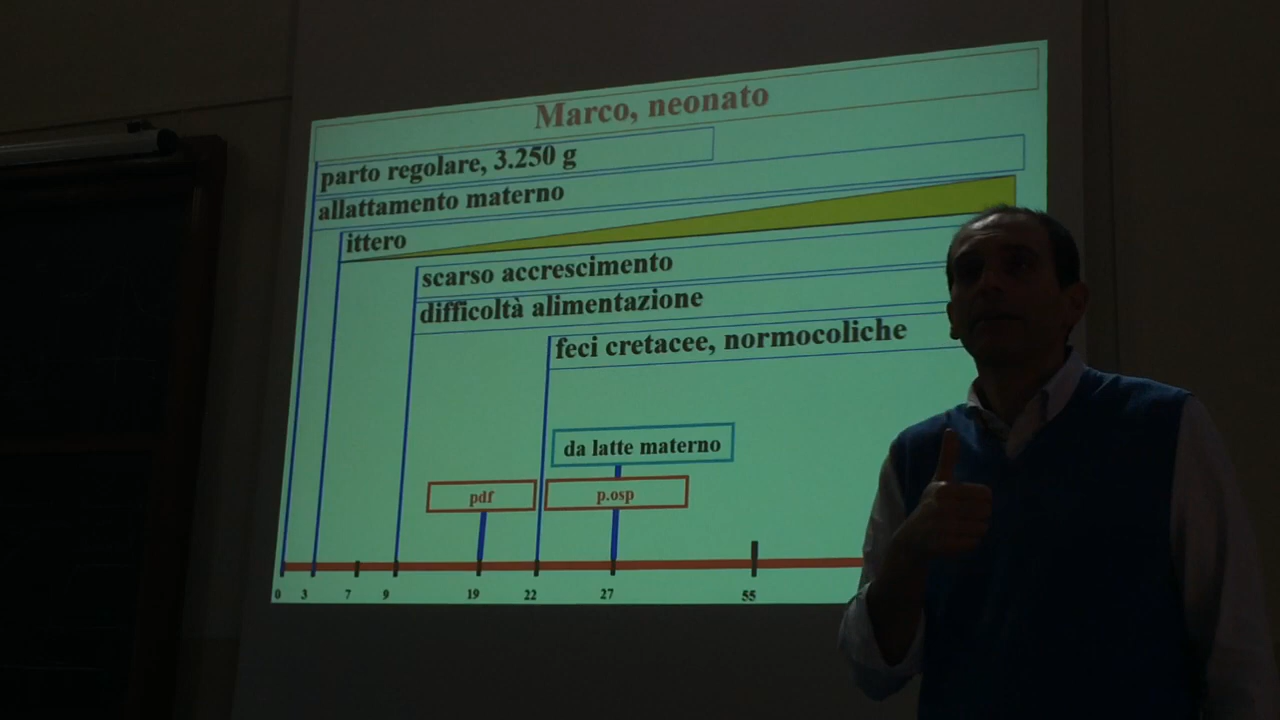 Marco, neonato
parto regolare, 3.250 g
allattamento materno
ittero
scarso accrescimento
difficoltà alimentazione
feci cretacee, normocoliche
da latte materno
pdf
p.osp
0 3 7 9 19 22 27 55